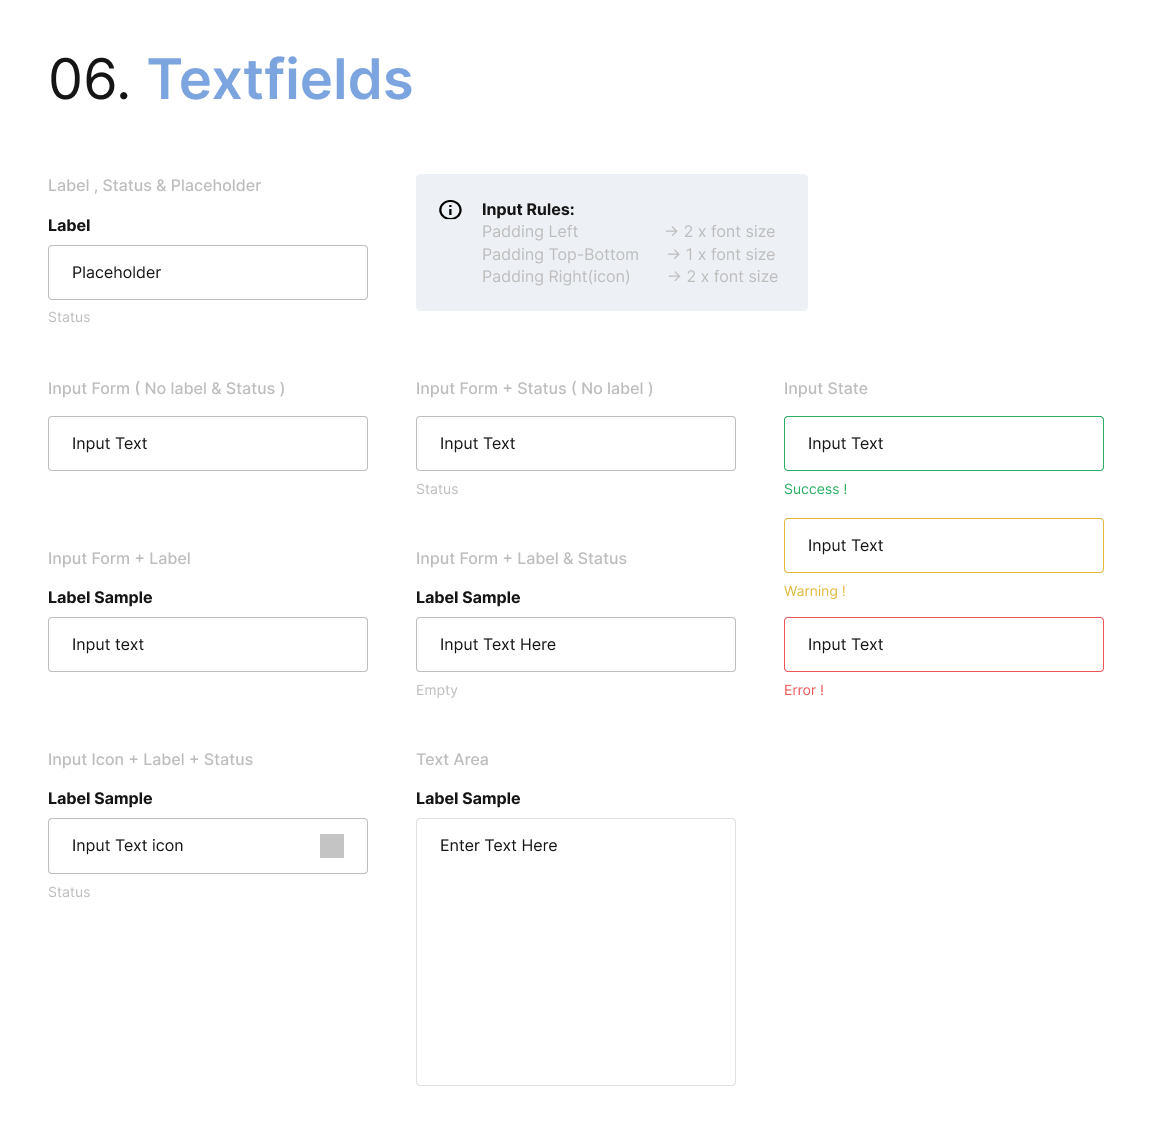 06. Textfields
Label , Status & Placeholder
Label
Placeholder
Status
Input Rules:
Padding Left → 2 x font size
Padding Top-Bottom → 1 x font size
Padding Right(icon) → 2 x font size
Input Form ( No label & Status )
Input Text
Input Form + Status ( No label )
Input Text
Status
Input State
Input Text
Success !
Input Text
Warning !
Input Text
Error !
Input Form + Label
Label Sample
Input text
Input Form + Label & Status
Label Sample
Input Text Here
Empty
Input Icon + Label + Status
Label Sample
Input Text icon
Status
Text Area
Label Sample
Enter Text Here